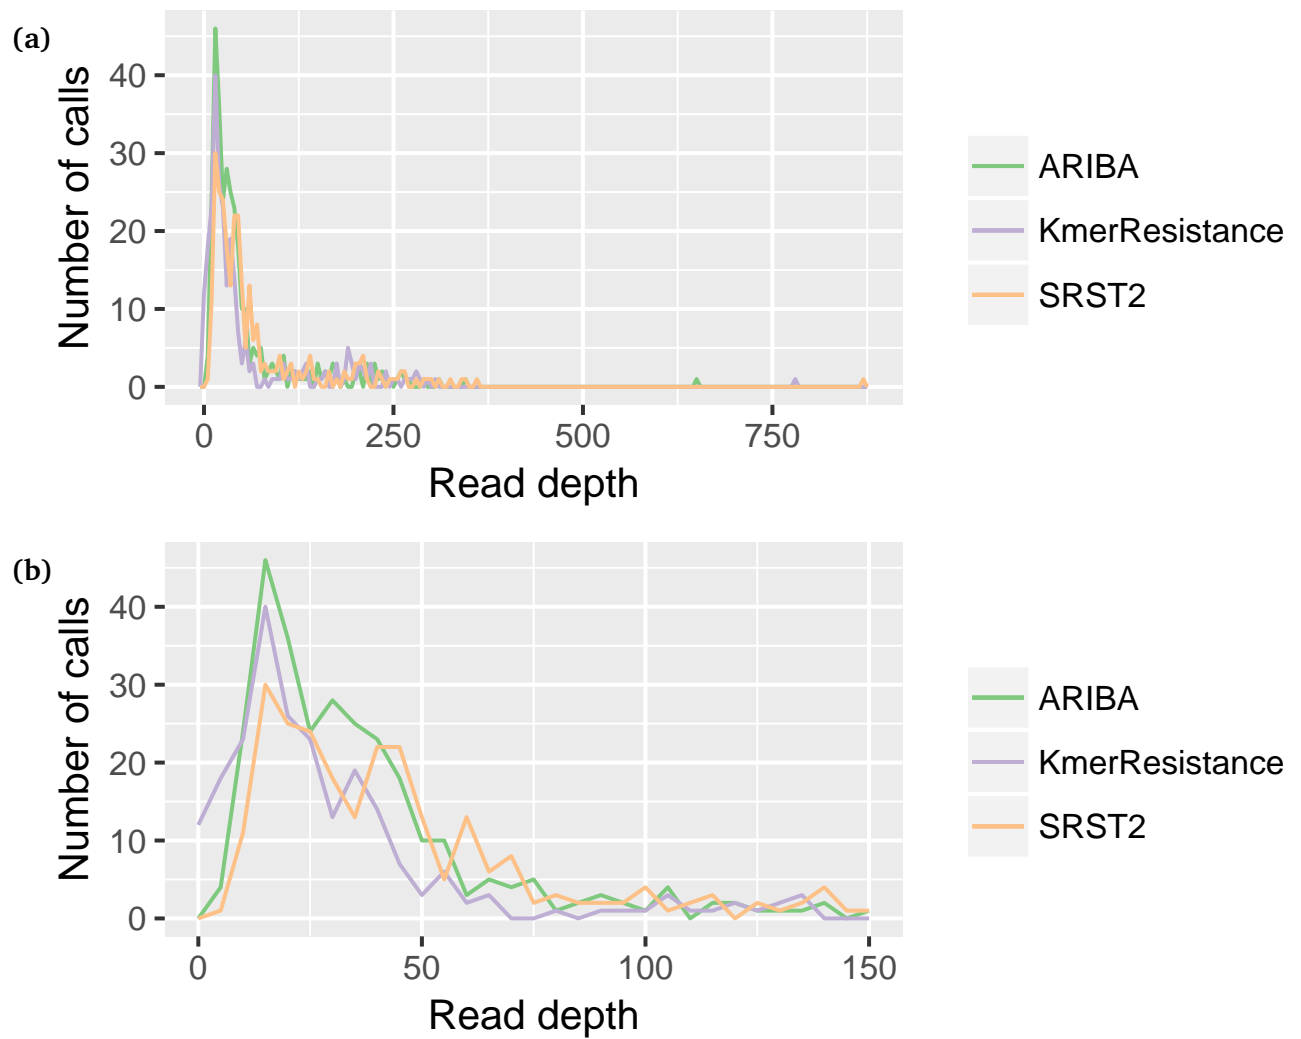 (a)
Number of calls
40
30
20
10
0
0 250 500 750
Read depth
ARIBA
KmerResistance
SRST2
(b)
Number of calls
40
30
20
10
0
0 50 100 150
Read depth
ARIBA
KmerResistance
SRST2